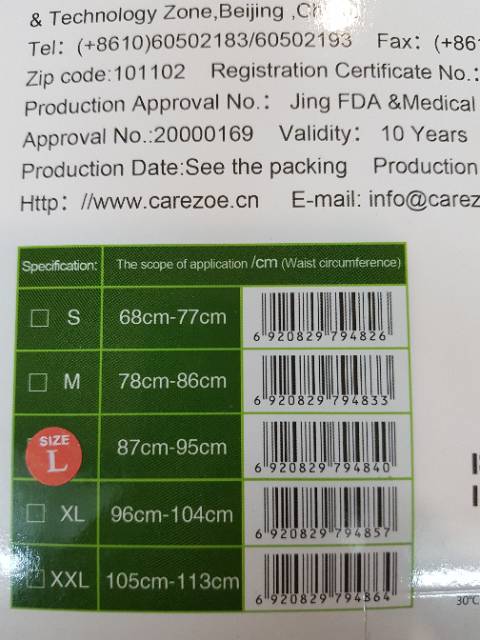 & Technology Zone,Beijing ,Ch
Tel: (+8610)60502183/60502193 Fax: (+86
Zip code:101102 Registration Certificate No.:
Production Approval No.: Jing FDA &Medical
Approval No.:20000169 Validity: 10 Years
Production Date:See the packing Production
Http: //www.carezoe.cn E-mail: info@carez
Specification: The scope of application /cm (Waist circumference)
S 68cm-77cm 6 920829 794826
M 78cm-86cm 6 920829 794833
SIZE
L 87cm-95cm 6 920829 794840
XL 96cm-104cm 6 920829 794857
XXL 105cm-113cm 6 920829 794864
30°C